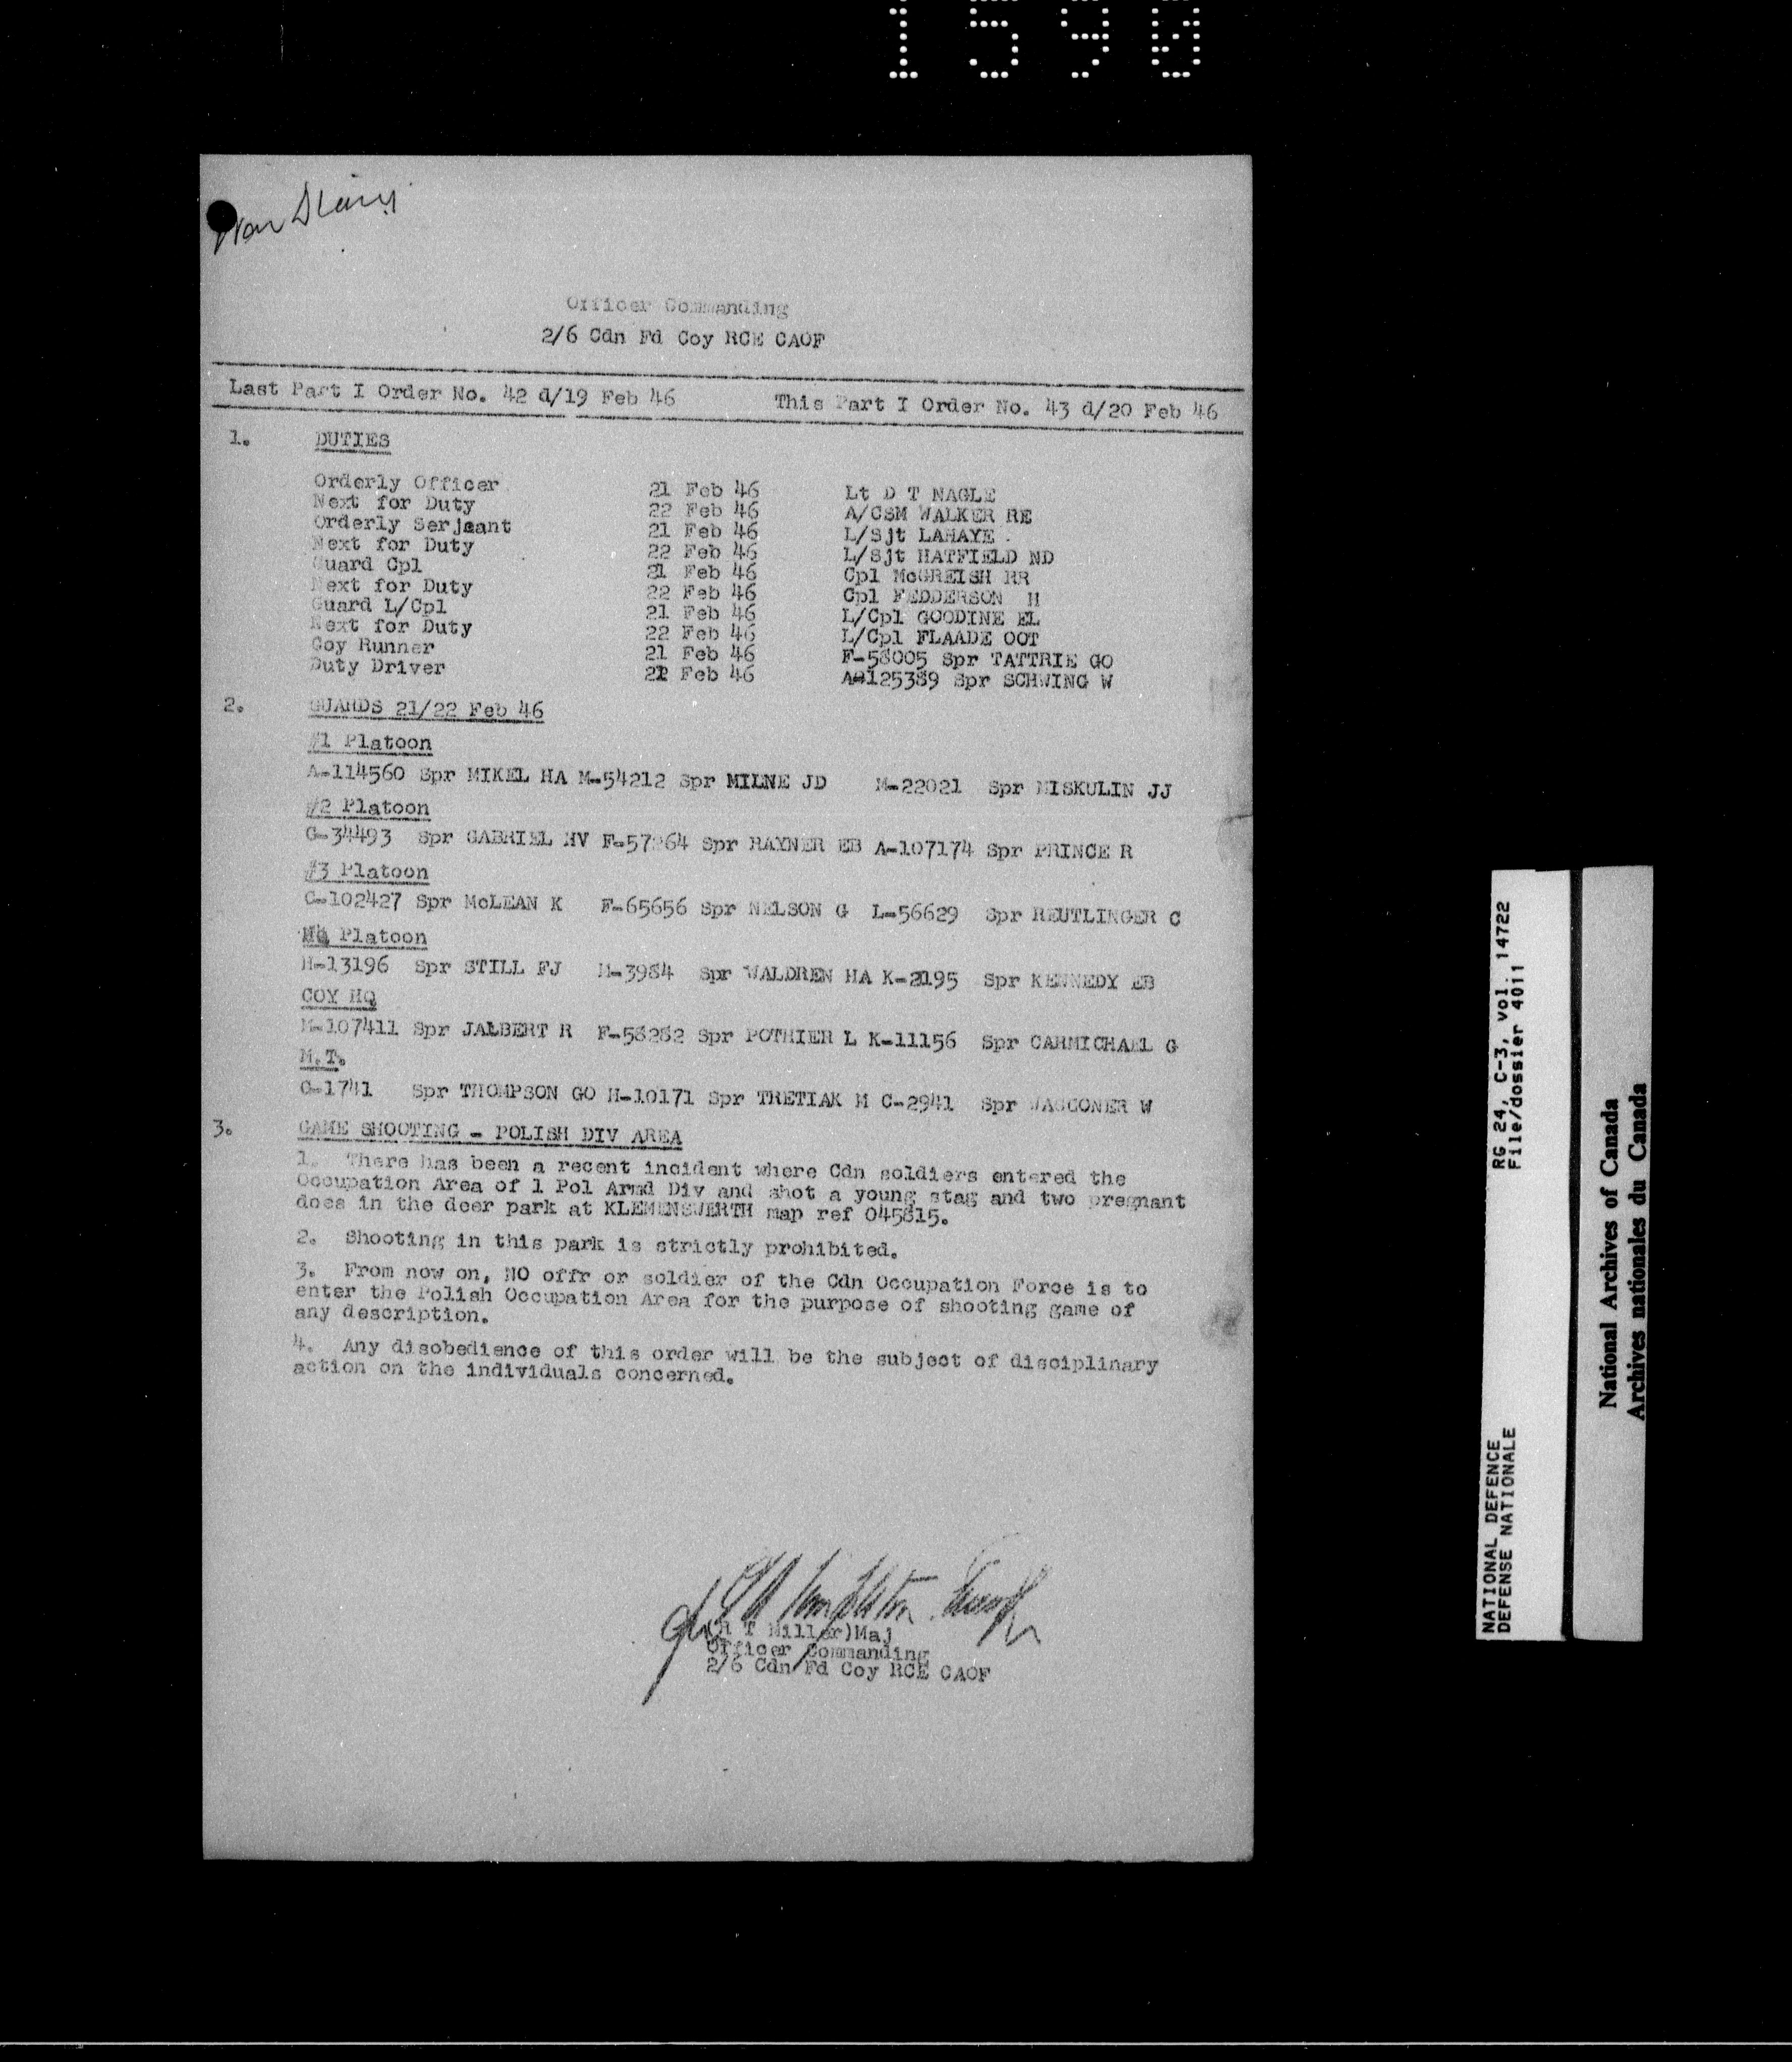 1590
War Diary
Officer Commanding
2/6 Cdn Fd Coy RCE CAOF
Last Part I Order No. 42 d/19 Feb 46 This Part I Order No. 43 d/20 Feb 46
1. DUTIES
Orderly Officer 21 Feb 46 Lt D T NAGLE
Next for Duty 22 Feb 46 A/CSM WALKER RE
Orderly Serjeant 21 Feb 46 L/Sjt LAHAYE .
Next for Duty 22 Feb 46 L/Sjt HATFIELD ND
Guard Cpl 21 Feb 46 Cpl McGREISH RR
Next for Duty 22 Feb 46 Cpl FEDDERSON H
Guard L/Cpl 21 Feb 46 L/Cpl GOODINE EL
Next for Duty 22 Feb 46 L/Cpl FLAADE OOT
Coy Runner 21 Feb 46 F-58005 Spr TATTRIE GO
Duty Driver 21 Feb 46 A-125389 Spr SCHWING W
2. GUARDS 21/22 Feb 46
#1 Platoon
A-114560 Spr MIKEL HA M-54212 Spr MILNE JD M-22021 Spr NISKULIN JJ
#2 Platoon
G-34493 Spr GABRIEL HV F-57264 Spr RAYNER EB A-107174 Spr PRINCE R
#3 Platoon
C-102427 Spr McLEAN K F-65656 Spr NELSON G L-56629 Spr REUTLINGER C
#4 Platoon
H-13196 Spr STILL FJ H-3984 Spr WALDREN HA K-2195 Spr KENNEDY EB
COY HQ
M-107411 Spr JALBERT R F-58282 Spr POTHIER L K-11156 Spr CARMICHAEL G
M.T.
C-1741 Spr THOMPSON GO H-10171 Spr TRETIAK M C-2941 Spr WAGGONER W
3. GAME SHOOTING - POLISH DIV AREA
1. There has been a recent incident where Cdn soldiers entered the
Occupation Area of 1 Pol Armd Div and shot a young stag and two pregnant
does in the deer park at KLEMENSWERTH map ref 045815.
2. Shooting in this park is strictly prohibited.
3. From now on, NO offr or soldier of the Cdn Occupation Force is to
enter the Polish Occupation Area for the purpose of shooting game of
any description.
4. Any disobedience of this order will be the subject of disciplinary
action on the individuals concerned.
(R T Miller)Maj
Officer Commanding
2/6 Cdn Fd Coy RCE CAOF
NATIONAL DEFENCE RG 24, C-3, vol. 14722
DEFENSE NATIONALE File/dossier 4011
National Archives of Canada
Archives nationales du Canada